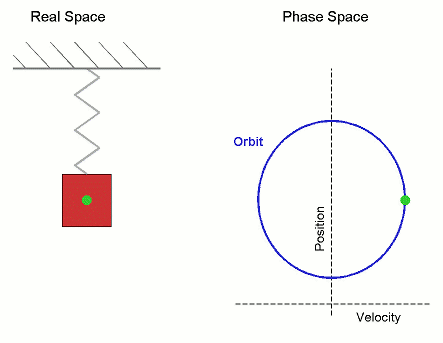 Real Space
Phase Space
Orbit
Position
Velocity